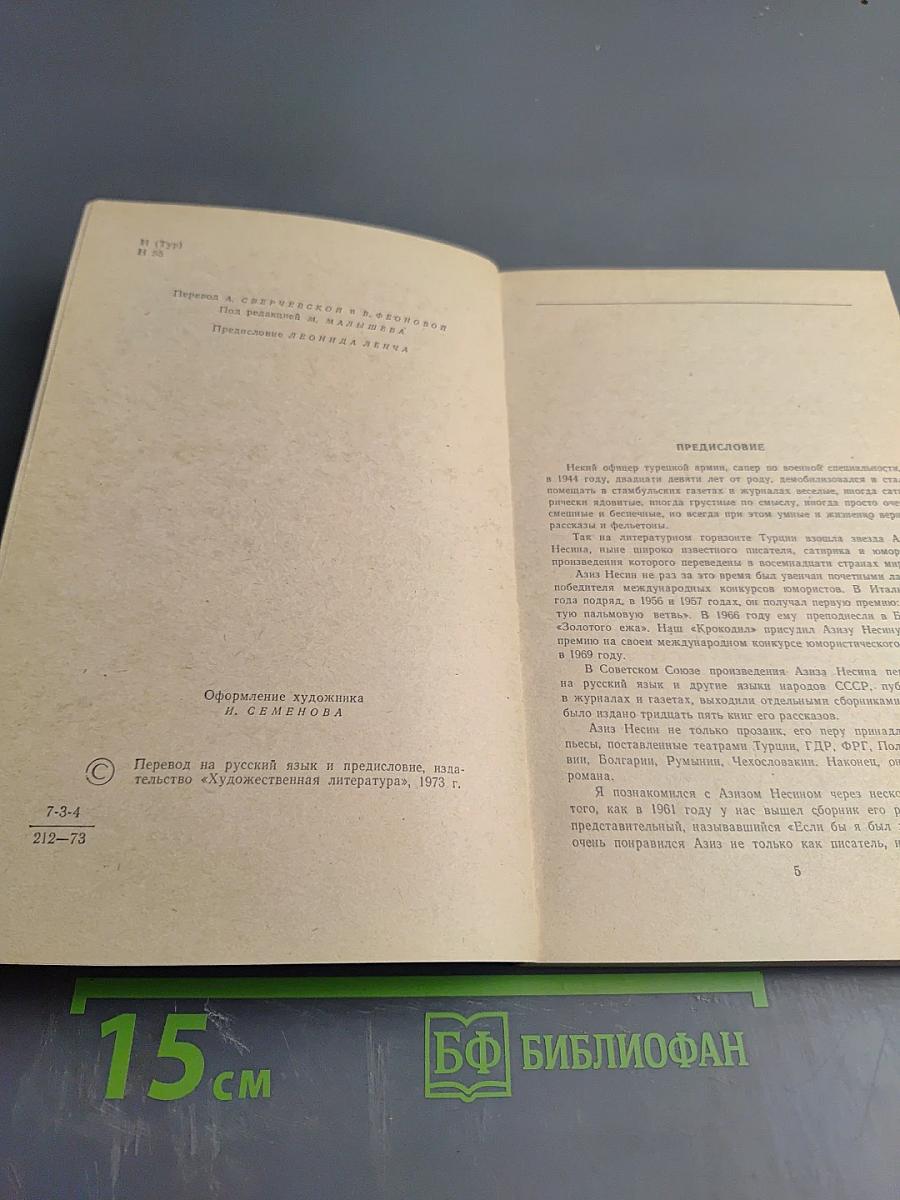 И (Тур)
Н 55
Перевод А. СВЕРЧЕВСКОЙ и В. ФЕОНОВОЙ
Под редакцией М. МАЛЫШЕВА
Предисловие ЛЕОНИДА ЛЕНЧА
Оформление художника
И. СЕМЕНОВА
© Перевод на русский язык и предисловие, изда-
тельство «Художественная литература», 1973 г.
7-3-4
212—73
ПРЕДИСЛОВИЕ
Некий офицер турецкой армии, сапер по военной специальности,
в 1944 году, двадцати девяти лет от роду, демобилизовался и ста
помещать в стамбульских газетах и журналах веселые, иногда сат
рически ядовитые, иногда грустные по смыслу, иногда просто оче
смешные и беспечные, но всегда при этом умные и жизненно вер
рассказы и фельетоны.
Так на литературном горизонте Турции взошла звезда А
Несина, ныне широко известного писателя, сатирика и юмор
произведения которого переведены в восемнадцати странах мир
Азиз Несин не раз за это время был увенчан почетными ла
победителя международных конкурсов юмористов. В Итал
года подряд, в 1956 и 1957 годах, он получал первую премию:
тую пальмовую ветвь». В 1966 году ему преподнесли в Б
«Золотого ежа». Наш «Крокодил» присудил Азизу Несину
премию на своем международном конкурсе юмористического
в 1969 году.
В Советском Союзе произведения Азиза Несина пе
на русский язык и другие языки народов СССР, пуб
в журналах и газетах, выходили отдельными сборниками
было издано тридцать пять книг его рассказов.
Азиз Несин не только прозаик, его перу принадл
пьесы, поставленные театрами Турции, ГДР, ФРГ, Пол
вии, Болгарии, Румынии, Чехословакии. Наконец, он
романа.
Я познакомился с Азизом Несином через неско
того, как в 1961 году у нас вышел сборник его р
представительный, называвшийся «Если бы я был
очень понравился Азиз не только как писатель, н
5
15 см
БФ БИБЛИОФАН